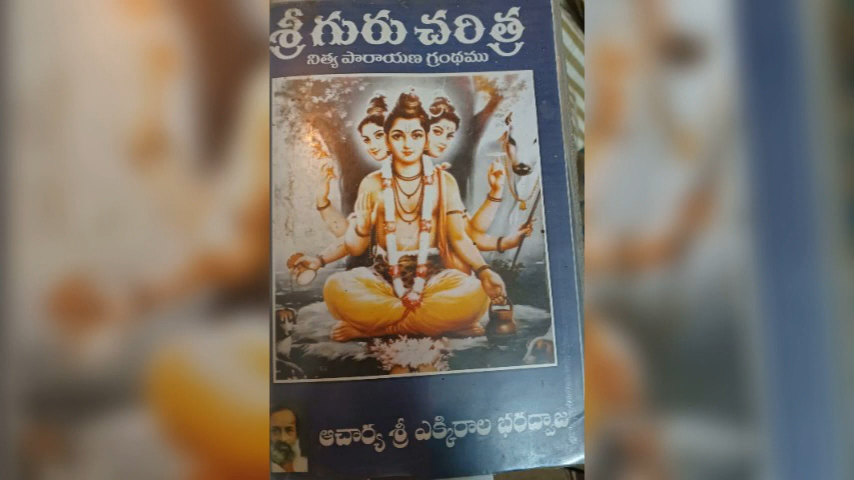 శ్రీ గురు చరిత్ర
నిత్య పారాయణ గ్రంథము
ఆచార్య శ్రీ ఎక్కిరాల భరద్వాజ